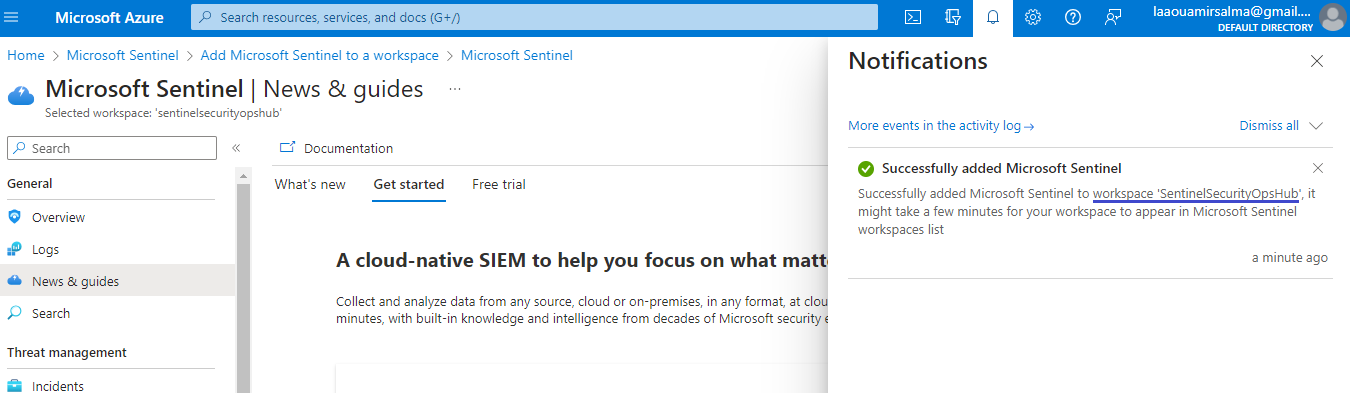 Microsoft Azure
Search resources, services, and docs (G+/)
laaouamirsalma@gmail....
DEFAULT DIRECTORY
Home > Microsoft Sentinel > Add Microsoft Sentinel to a workspace > Microsoft Sentinel
Microsoft Sentinel | News & guides ...
Selected workspace: 'sentinelsecurityopshub'
Search
«
General
Overview
Logs
News & guides
Search
Threat management
Incidents
Documentation
What's new
Get started
Free trial
A cloud-native SIEM to help you focus on what matte
Collect and analyze data from any source, cloud or on-premises, in any format, at clou
minutes, with built-in knowledge and intelligence from decades of Microsoft security e
Notifications
More events in the activity log →
Dismiss all
Successfully added Microsoft Sentinel
Successfully added Microsoft Sentinel to workspace 'SentinelSecurityOpsHub', it
might take a few minutes for your workspace to appear in Microsoft Sentinel
workspaces list
a minute ago